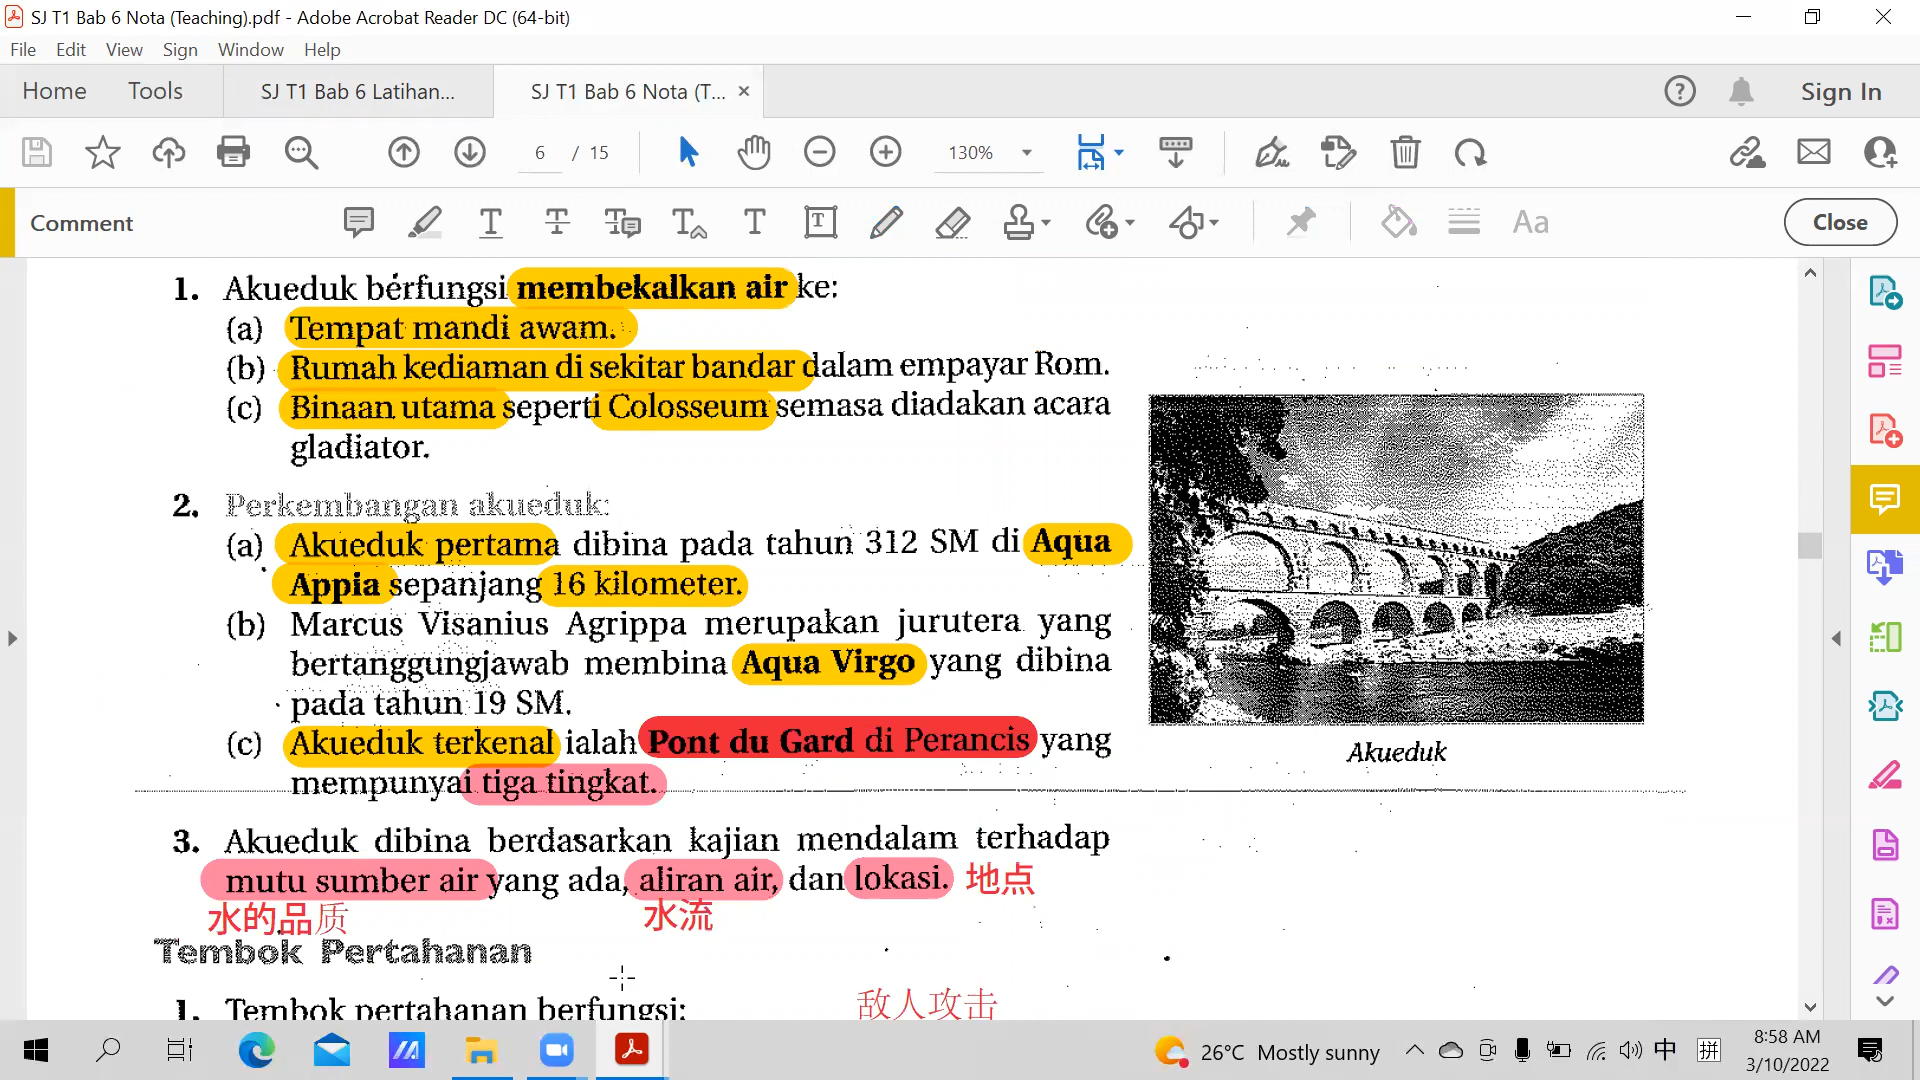 SJ T1 Bab 6 Nota (Teaching).pdf - Adobe Acrobat Reader DC (64-bit)
File Edit View Sign Window Help
Home Tools SJ T1 Bab 6 Latihan... SJ T1 Bab 6 Nota (T... × Sign In
6 / 15 130%
Comment Aa Close
1. Akueduk berfungsi membekalkan air ke:
(a) Tempat mandi awam.
(b) Rumah kediaman di sekitar bandar dalam empayar Rom.
(c) Binaan utama seperti Colosseum semasa diadakan acara
gladiator.
2. Perkembangan akueduk:
(a) Akueduk pertama dibina pada tahun 312 SM di Aqua
Appia sepanjang 16 kilometer.
(b) Marcus Visanius Agrippa merupakan jurutera yang
bertanggungjawab membina Aqua Virgo yang dibina
pada tahun 19 SM.
(c) Akueduk terkenal ialah Pont du Gard di Perancis yang
mempunyai tiga tingkat.
Akueduk
3. Akueduk dibina berdasarkan kajian mendalam terhadap
mutu sumber air yang ada, aliran air, dan lokasi. 地点
水的品质 水流
Tembok Pertahanan
1. Tembok pertahanan berfungsi: 敌人攻击
26°C Mostly sunny 中 拼 8:58 AM
3/10/2022